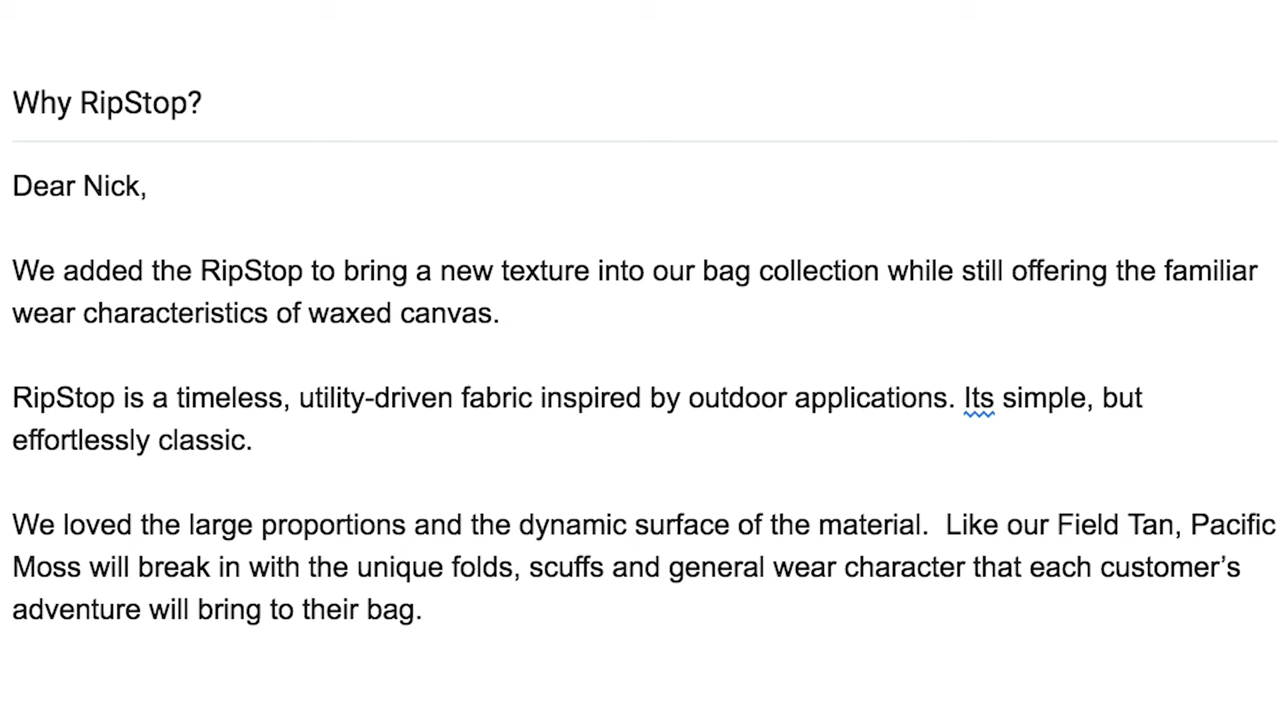 Why RipStop?
Dear Nick,
We added the RipStop to bring a new texture into our bag collection while still offering the familiar
wear characteristics of waxed canvas.
RipStop is a timeless, utility-driven fabric inspired by outdoor applications. Its simple, but
effortlessly classic.
We loved the large proportions and the dynamic surface of the material.  Like our Field Tan, Pacific
Moss will break in with the unique folds, scuffs and general wear character that each customer’s
adventure will bring to their bag.